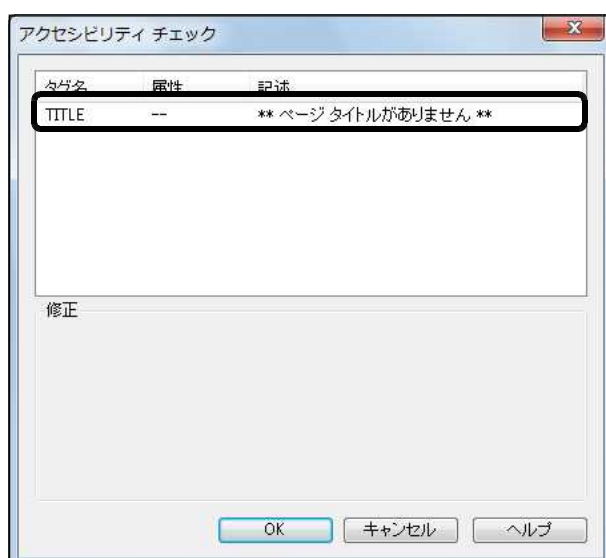 アクセシビリティ チェック
タグ名 属性 記述
TITLE -- ** ページ タイトルがありません **
修正
OK キャンセル ヘルプ